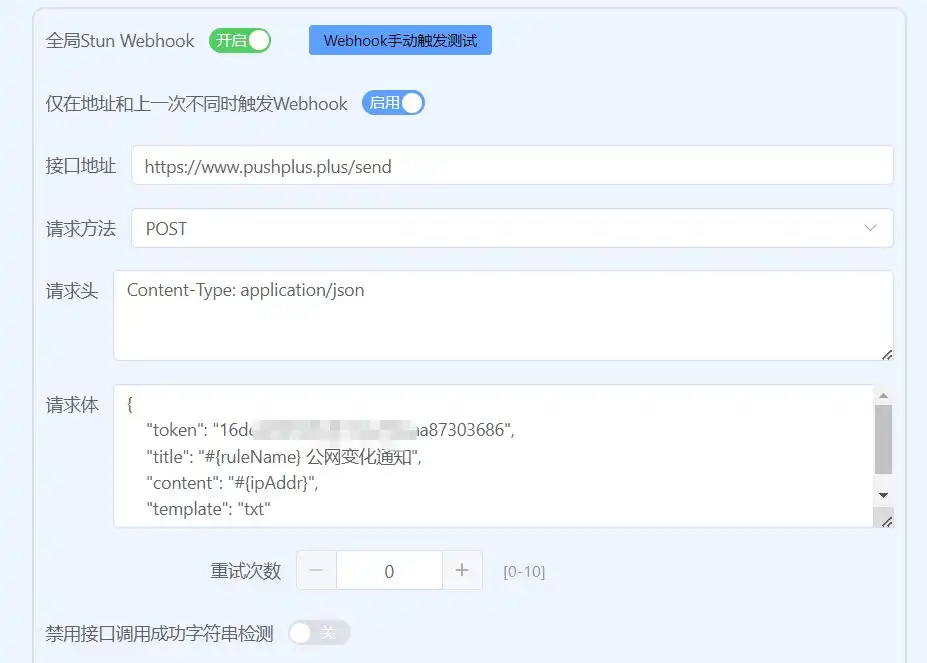 全局Stun Webhook 开启 Webhook手动触发测试
仅在地址和上一次不同时触发Webhook 启用
接口地址 https://www.pushplus.plus/send
请求方法 POST
请求头 Content-Type: application/json
请求体 {
"token": "16d a87303686",
"title": "#{ruleName} 公网变化通知",
"content": "#{ipAddr}",
"template": "txt"
重试次数 − 0 + [0-10]
禁用接口调用成功字符串检测 关